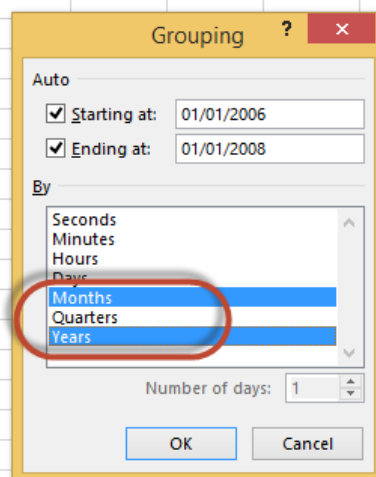 Grouping ?
Auto
Starting at: 01/01/2006
Ending at: 01/01/2008
By
Seconds
Minutes
Hours
Days
Months
Quarters
Years
Number of days: 1
OK Cancel